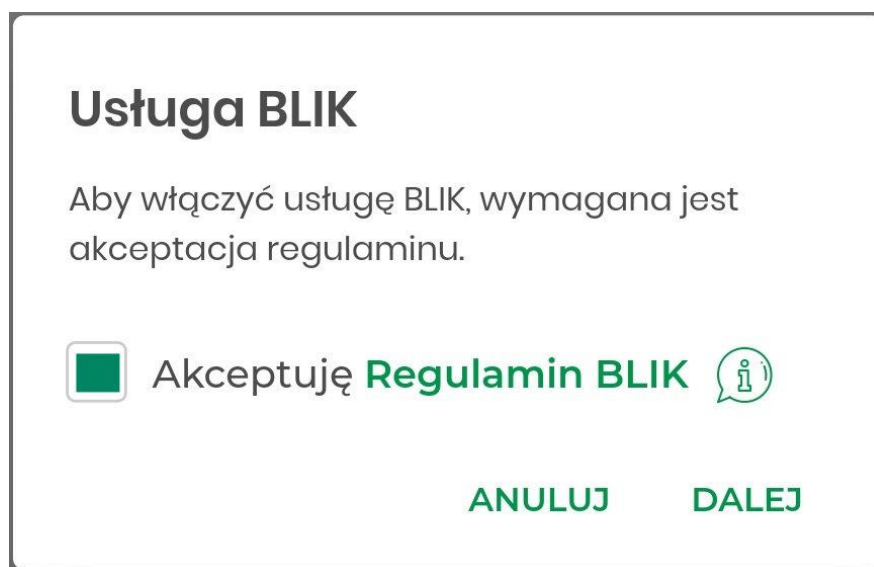 Usługa BLIK
Aby włączyć usługę BLIK, wymagana jest
akceptacja regulaminu.
Akceptuję Regulamin BLIK i
ANULUJ DALEJ